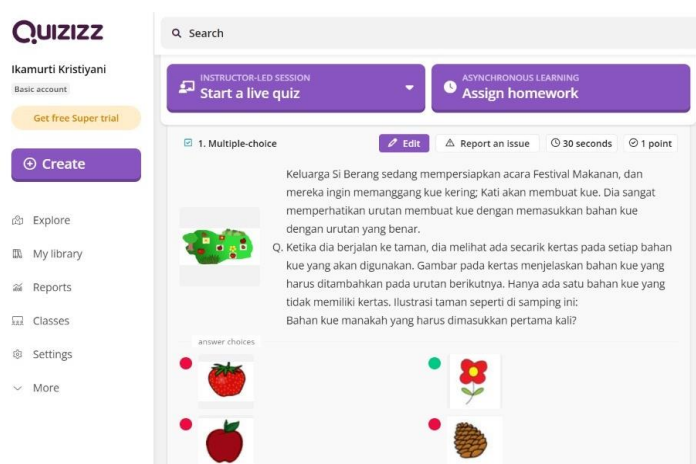 QUIZIZZ
Search
Ikamurti Kristiyani
Basic account
Get free Super trial
Create
Explore
My library
Reports
Classes
Settings
More
INSTRUCTOR-LED SESSION
Start a live quiz
ASYNCHRONOUS LEARNING
Assign homework
1. Multiple-choice
Edit
Report an issue
30 seconds
1 point
Keluarga Si Berang sedang mempersiapkan acara Festival Makanan, dan
mereka ingin memanggang kue kering; Kati akan membuat kue. Dia sangat
memperhatikan urutan membuat kue dengan memasukkan bahan kue
dengan urutan yang benar.
Q. Ketika dia berjalan ke taman, dia melihat ada secarik kertas pada setiap bahan
kue yang akan digunakan. Gambar pada kertas menjelaskan bahan kue yang
harus ditambahkan pada urutan berikutnya. Hanya ada satu bahan kue yang
tidak memiliki kertas. Ilustrasi taman seperti di samping ini:
Bahan kue manakah yang harus dimasukkan pertama kali?
answer choices